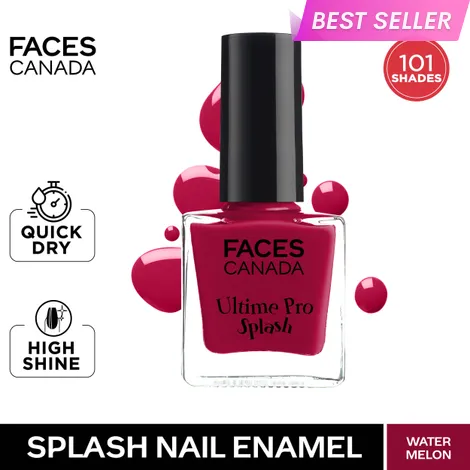 BEST SELLER
FACES
CANADA
101
SHADES
QUICK
DRY
FACES
CANADA
Ultime Pro
Splash
HIGH
SHINE
SPLASH NAIL ENAMEL
WATER
MELON